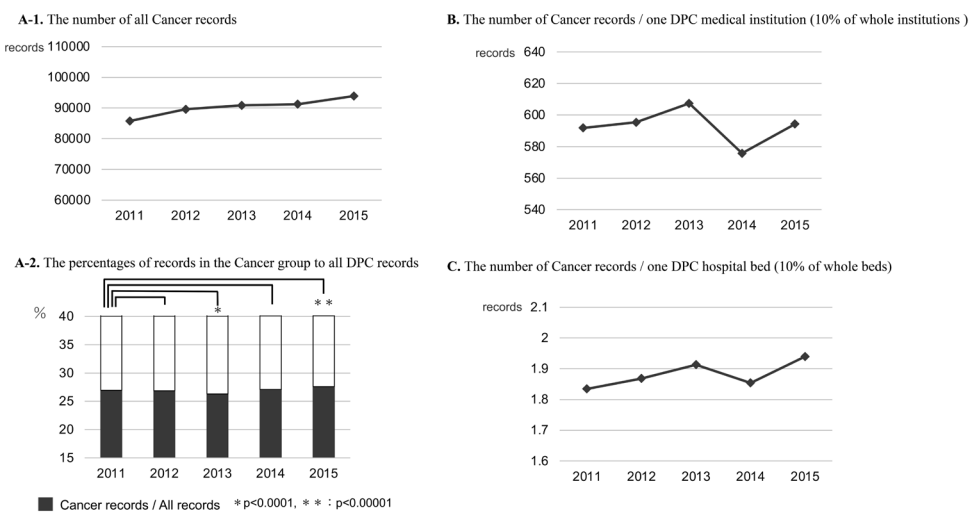 A-1. The number of all Cancer records
records 110000
100000
90000
80000
70000
60000
2011 2012 2013 2014 2015
B. The number of Cancer records / one DPC medical institution (10% of whole institutions )
records 640
620
600
580
560
540
2011 2012 2013 2014 2015
A-2. The percentages of records in the Cancer group to all DPC records
% 40
35
30
25
20
15
* **
2011 2012 2013 2014 2015
Cancer records / All records *p<0.0001, **：p<0.00001
C. The number of Cancer records / one DPC hospital bed (10% of whole beds)
records 2.1
2
1.9
1.8
1.7
1.6
2011 2012 2013 2014 2015